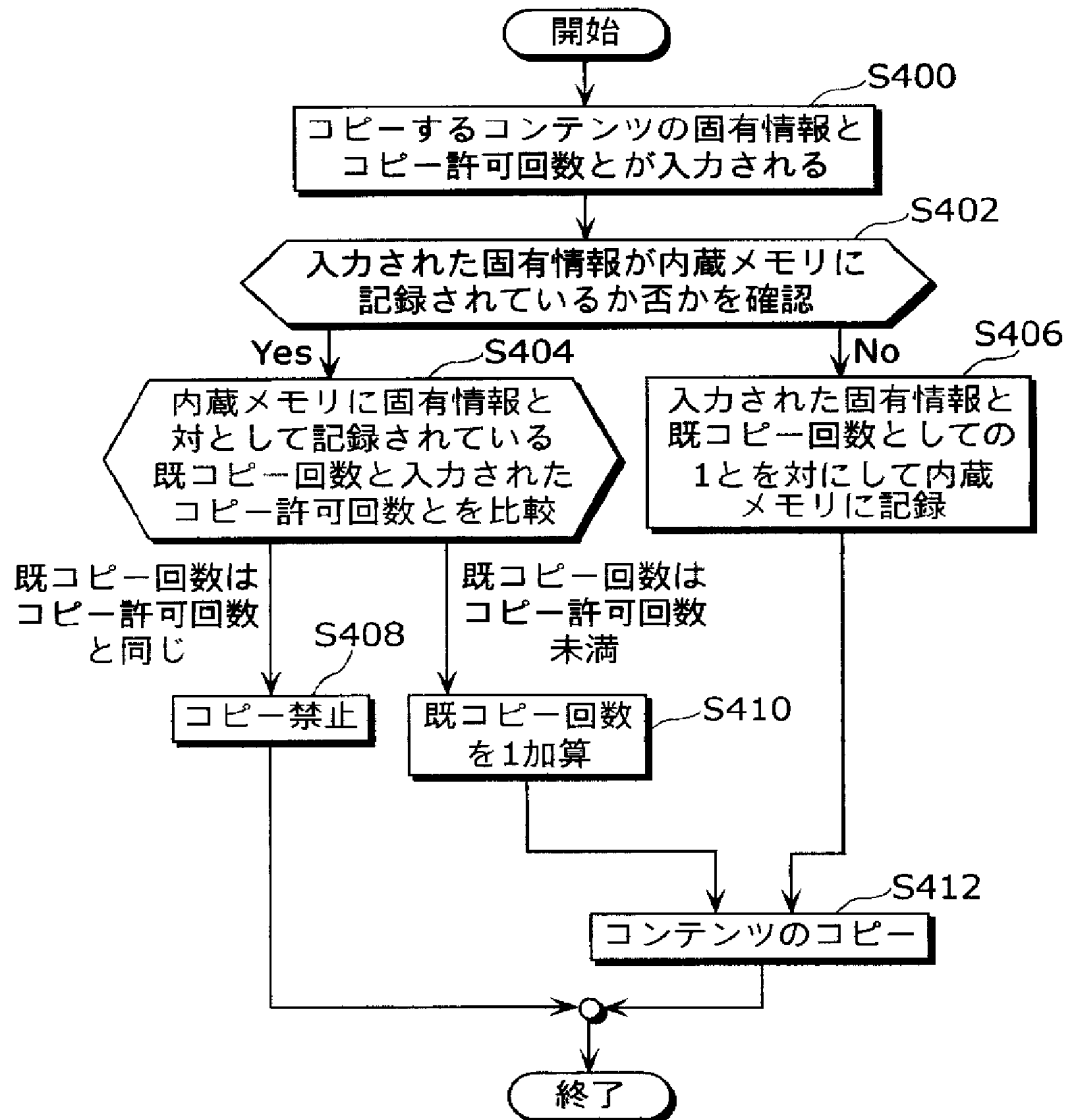 開始
S400
コピーするコンテンツの固有情報と
コピー許可回数とが入力される
S402
入力された固有情報が内蔵メモリに
記録されているか否かを確認
Yes
No
S404
内蔵メモリに固有情報と
対として記録されている
既コピー回数と入力された
コピー許可回数とを比較
S406
入力された固有情報と
既コピー回数としての
1とを対にして内蔵
メモリに記録
既コピー回数は
コピー許可回数
と同じ
既コピー回数は
コピー許可回数
未満
S408
コピー禁止
S410
既コピー回数
を1加算
S412
コンテンツのコピー
終了